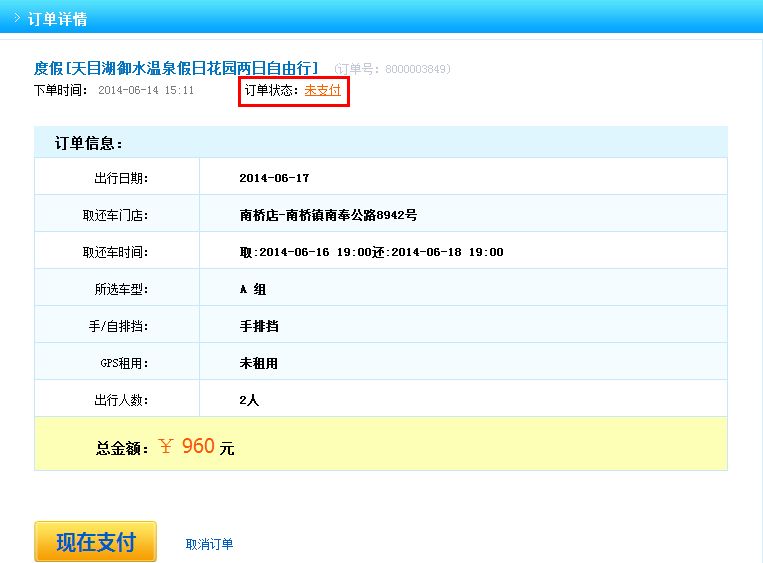 订单详情
度假[天目湖御水温泉假日花园两日自由行] (订单号：8000003849)
下单时间： 2014-06-14 15:11 订单状态：未支付
订单信息：
出行日期： 2014-06-17
取还车门店： 南桥店-南桥镇南奉公路8942号
取还车时间： 取:2014-06-16 19:00还:2014-06-18 19:00
所选车型： A 组
手/自排挡： 手排挡
GPS租用： 未租用
出行人数： 2人
总金额：￥ 960 元
现在支付 取消订单